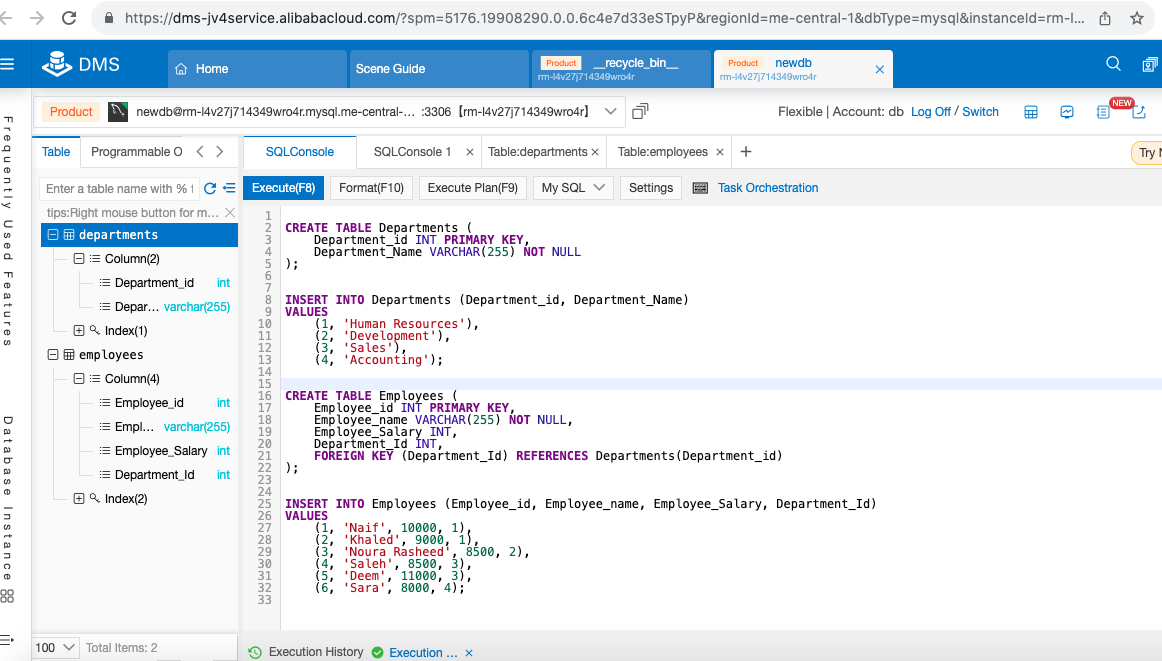 https://dms-jv4service.alibabacloud.com/?spm=5176.19908290.0.0.6c4e7d33eSTpyP&regionId=me-central-1&dbType=mysql&instanceId=rm-l...
DMS
Home
Scene Guide
Product __recycle_bin__
rm-l4v27j714349wro4r
Product newdb
rm-l4v27j714349wro4r
Product newdb@rm-l4v27j714349wro4r.mysql.me-central-... :3306【rm-l4v27j714349wro4r】
Flexible | Account: db Log Off / Switch
NEW
Frequently Used Features
Database Instance
Table Programmable O
SQLConsole
SQLConsole 1 ×
Table:departments ×
Table:employees ×
+
Try
Enter a table name with %
tips:Right mouse button for m...
Execute(F8) Format(F10) Execute Plan(F9) My SQL Settings Task Orchestration
departments
Column(2)
Department_id int
Depar... varchar(255)
Index(1)
employees
Column(4)
Employee_id int
Empl... varchar(255)
Employee_Salary int
Department_Id int
Index(2)
1
2 CREATE TABLE Departments (
3 Department_id INT PRIMARY KEY,
4 Department_Name VARCHAR(255) NOT NULL
5 );
6
7
8 INSERT INTO Departments (Department_id, Department_Name)
9 VALUES
10 (1, 'Human Resources'),
11 (2, 'Development'),
12 (3, 'Sales'),
13 (4, 'Accounting');
14
15
16 CREATE TABLE Employees (
17 Employee_id INT PRIMARY KEY,
18 Employee_name VARCHAR(255) NOT NULL,
19 Employee_Salary INT,
20 Department_Id INT,
21 FOREIGN KEY (Department_Id) REFERENCES Departments(Department_id)
22 );
23
24
25 INSERT INTO Employees (Employee_id, Employee_name, Employee_Salary, Department_Id)
26 VALUES
27 (1, 'Naif', 10000, 1),
28 (2, 'Khaled', 9000, 1),
29 (3, 'Noura Rasheed', 8500, 2),
30 (4, 'Saleh', 8500, 3),
31 (5, 'Deem', 11000, 3),
32 (6, 'Sara', 8000, 4);
33
100 Total Items: 2
Execution History Execution ... ×